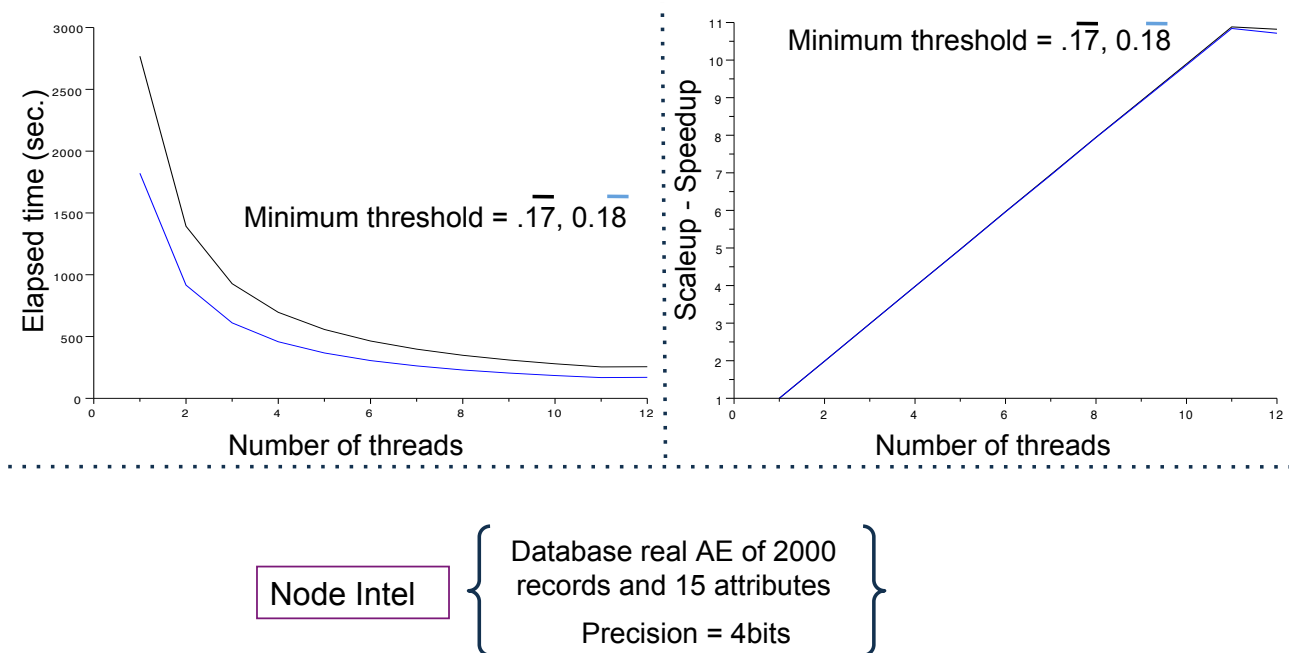 3000
2500
2000
1500
1000
500
0
Elapsed time (sec.)
Minimum threshold = .17, 0.18
0 2 4 6 8 10 12
Number of threads
11
10
9
8
7
6
5
4
3
2
1
Scaleup - Speedup
Minimum threshold = .17, 0.18
0 2 4 6 8 10 12
Number of threads
Node Intel
Database real AE of 2000
records and 15 attributes
Precision = 4bits